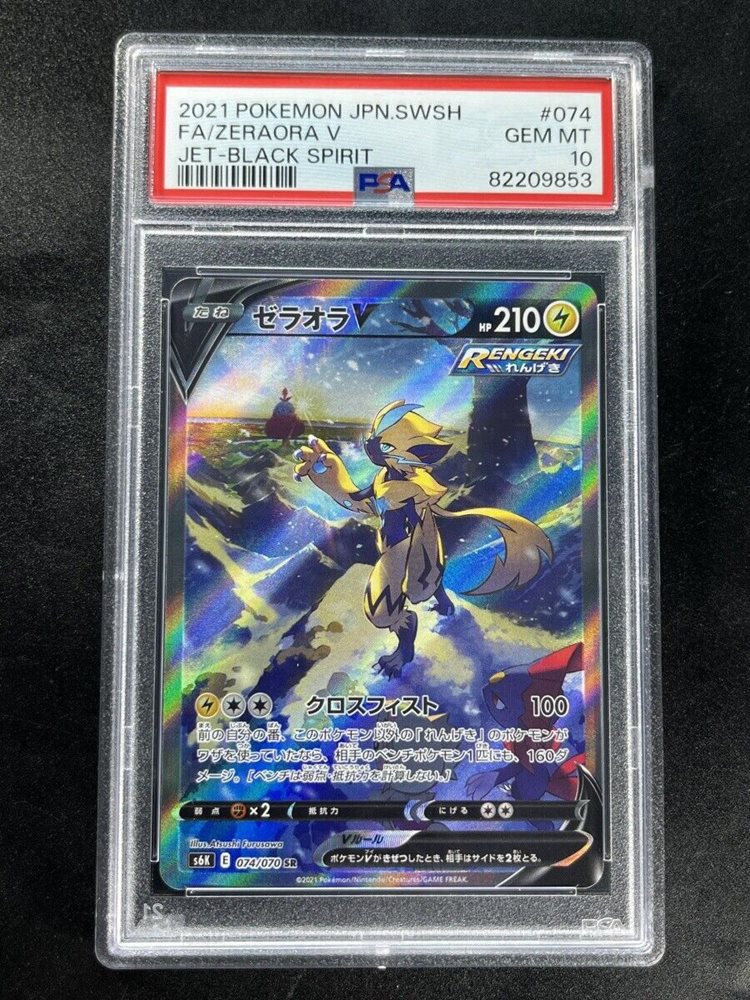 2021 POKEMON JPN.SWSH #074
FA/ZERAORA V GEM MT
JET-BLACK SPIRIT 10
PSA 82209853
たね ゼラオラV HP 210
RENGEKI
れんげき
クロスフィスト 100
前の自分の番、このポケモン以外の「れんげき」のポケモンが
ワザを使っていたなら、相手のベンチポケモン1匹にも、160ダ
メージ。[ベンチは弱点・抵抗力を計算しない。]
弱点 ×2 抵抗力 にげる
Illus. Atsushi Furusawa
Vルール
s6K E 074/070 SR
ポケモンVがきぜつしたとき、相手はサイドを2枚とる。
©2021 Pokémon/Nintendo/Creatures/GAME FREAK.